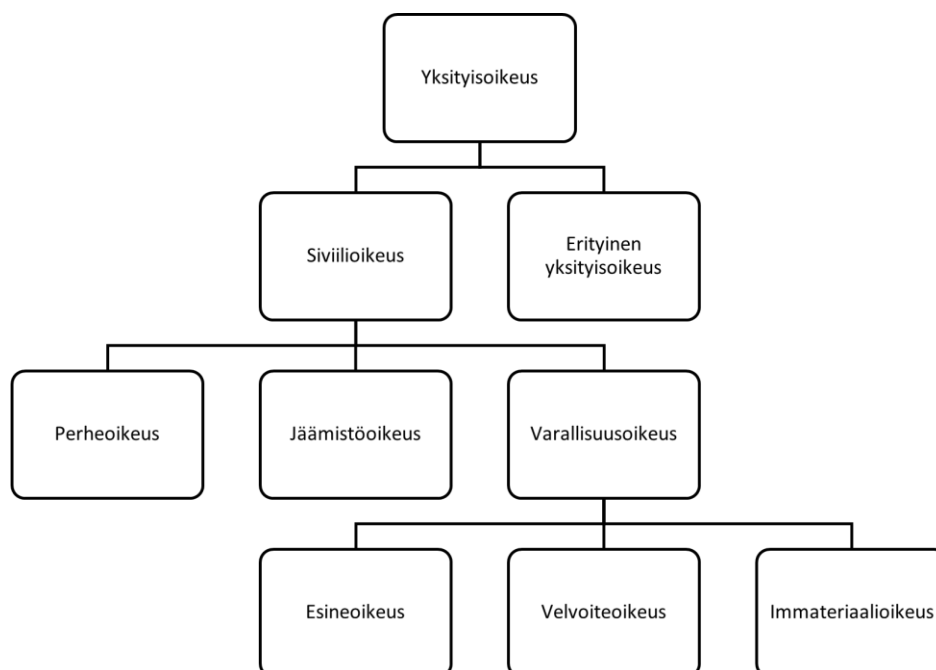 Yksityisoikeus
Siviilioikeus
Erityinen
yksityisoikeus
Perheoikeus
Jäämistöoikeus
Varallisuusoikeus
Esineoikeus
Velvoiteoikeus
Immateriaalioikeus